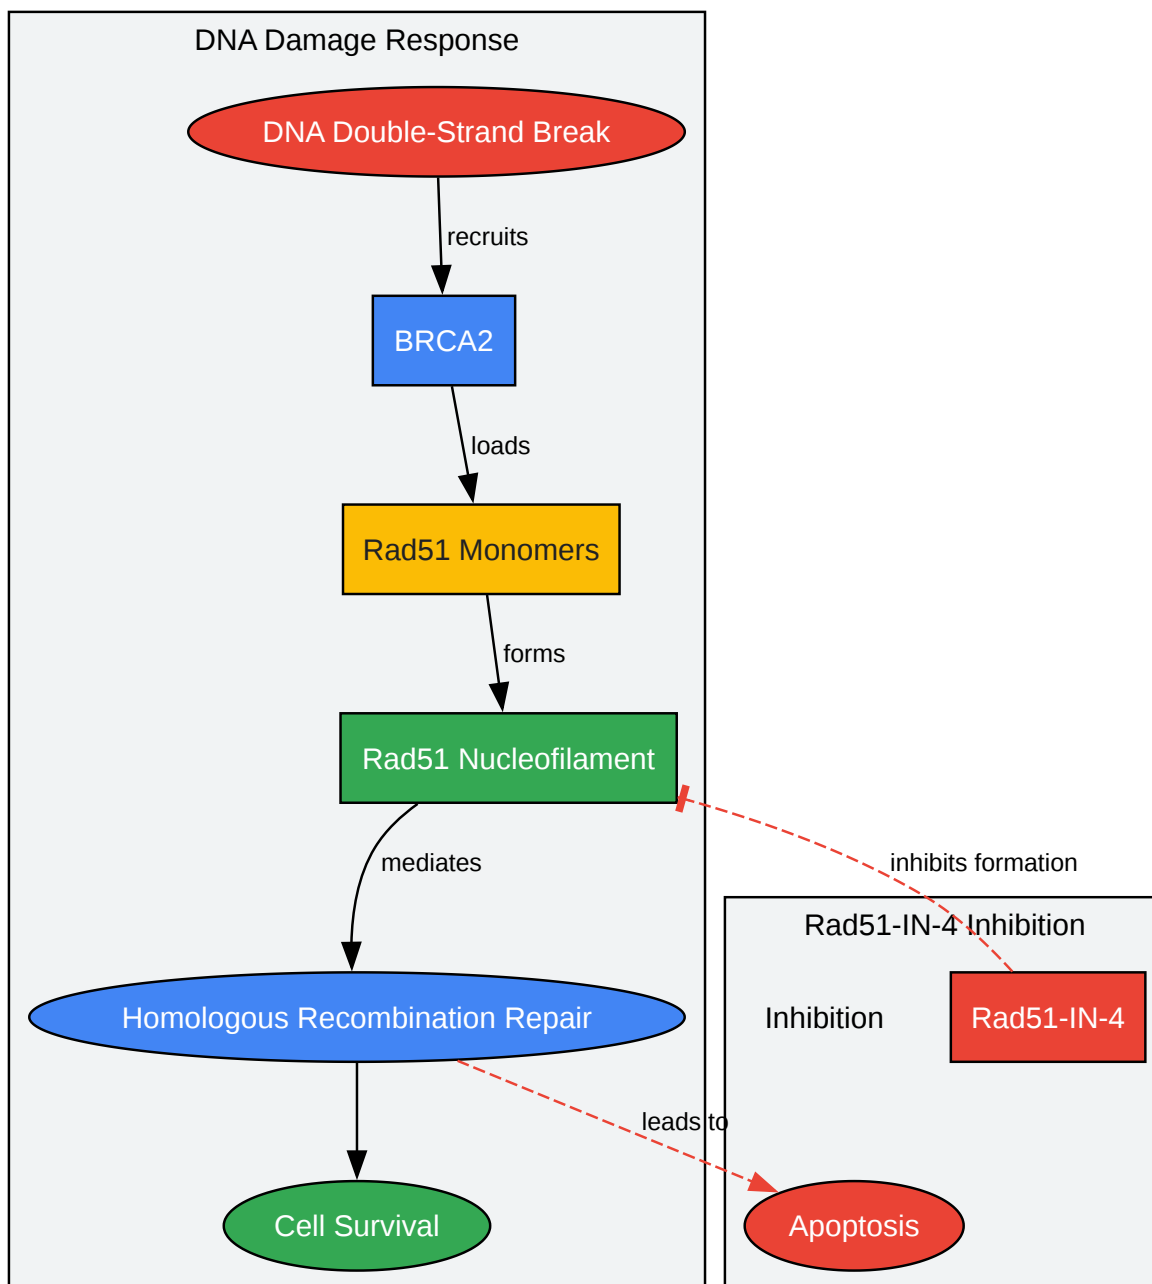 DNA Damage Response
DNA Double-Strand Break
recruits
BRCA2
loads
Rad51 Monomers
forms
Rad51 Nucleofilament
mediates
inhibits formation
Rad51-IN-4 Inhibition
Homologous Recombination Repair
Inhibition
Rad51-IN-4
leads to
Cell Survival
Apoptosis